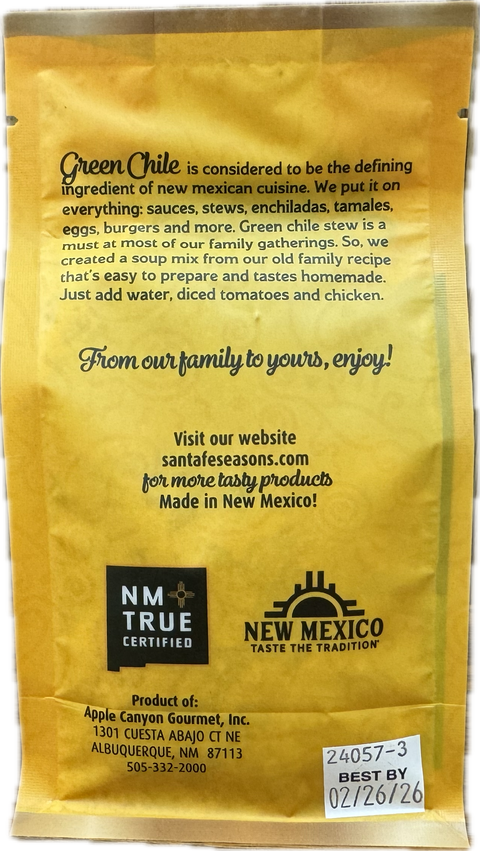 Green Chile is considered to be the defining
ingredient of new mexican cuisine. We put it on
everything: sauces, stews, enchiladas, tamales,
eggs, burgers and more. Green chile stew is a
must at most of our family gatherings. So, we
created a soup mix from our old family recipe
that's easy to prepare and tastes homemade.
Just add water, diced tomatoes and chicken.
From our family to yours, enjoy!
Visit our website
santafeseasons.com
for more tasty products
Made in New Mexico!
NM
TRUE
CERTIFIED
NEW MEXICO
TASTE THE TRADITION
Product of:
Apple Canyon Gourmet, Inc.
1301 CUESTA ABAJO CT NE
ALBUQUERQUE, NM 87113
505-332-2000
24057-3
BEST BY
02/26/26